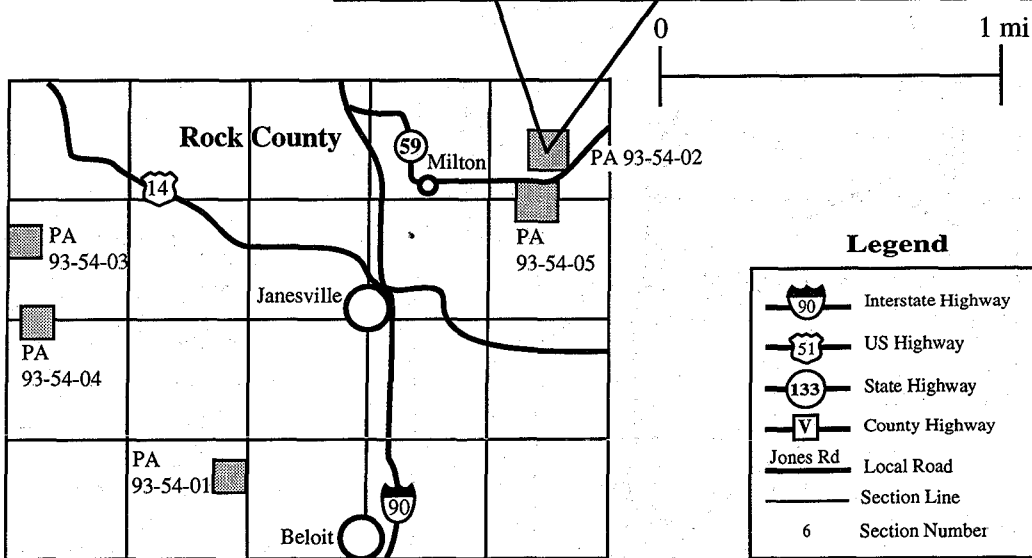 0
1 mi
Rock County
59
Milton
PA 93-54-02
14
PA
93-54-03
PA
93-54-05
Janesville
PA
93-54-04
PA
93-54-01
90
Beloit
Legend
90
Interstate Highway
51
US Highway
133
State Highway
V
County Highway
Jones Rd
Local Road
Section Line
6
Section Number